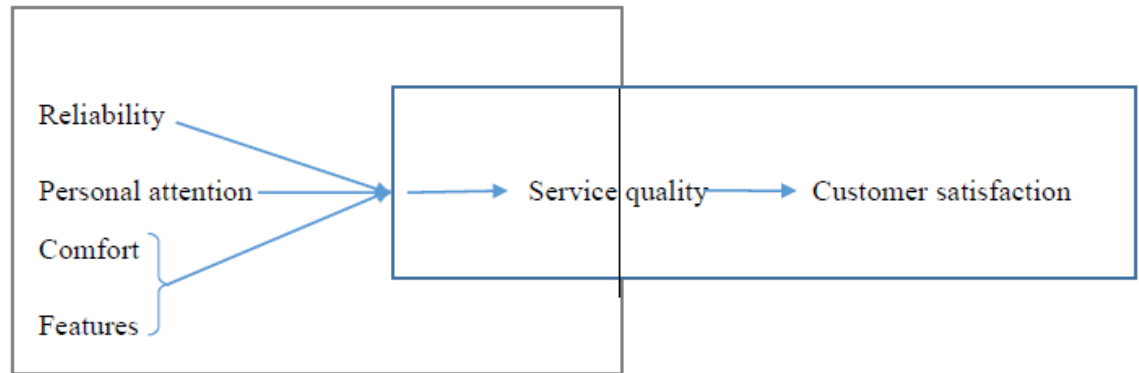 Reliability
Personal attention
Service quality
Customer satisfaction
Comfort
Features